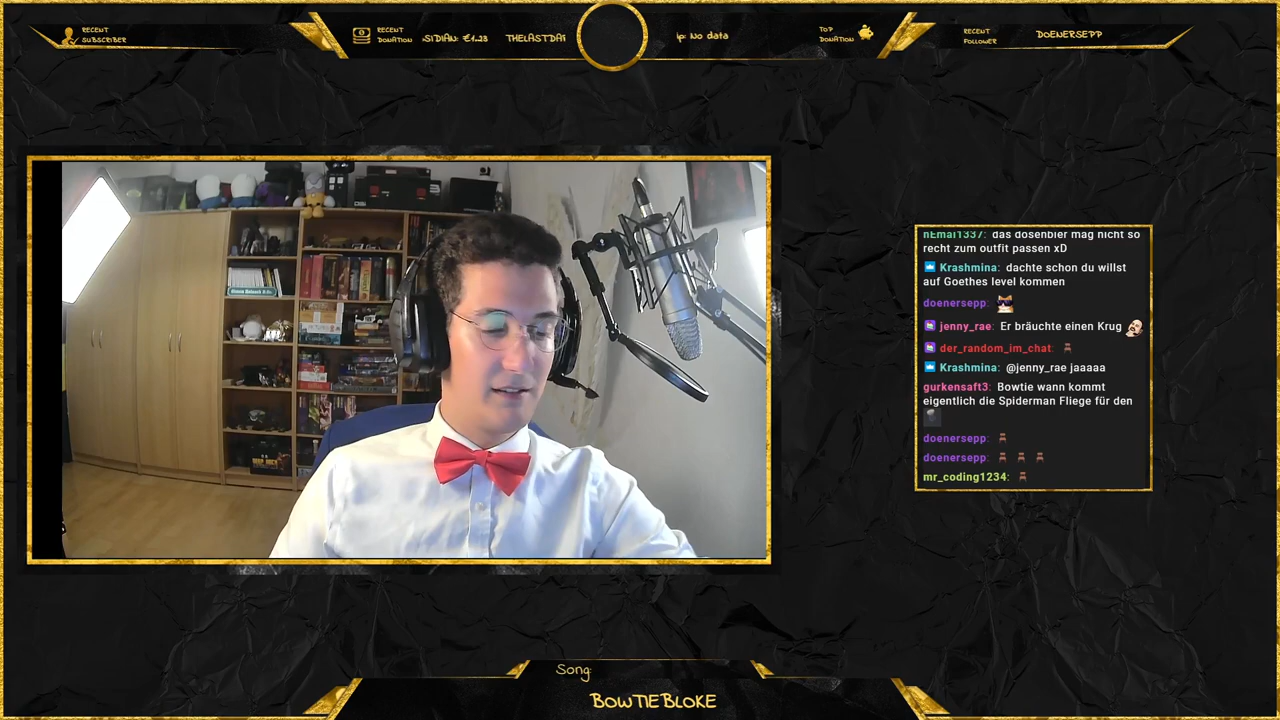 RECENT
SUBSCRIBER
RECENT
DONATION
SIDIAN: €1.23
THELASTDAY
ip: No data
TOP
DONATION
RECENT
FOLLOWER
DOENERSEPP
nEmai1337: das dosenbier mag nicht so
recht zum outfit passen xD
Krashmina: dachte schon du willst
auf Goethes level kommen
doenersepp:
jenny_rae: Er bräuchte einen Krug
der_random_im_chat:
Krashmina: @jenny_rae jaaaaa
gurkensaft3: Bowtie wann kommt
eigentlich die Spiderman Fliege für den
doenersepp:
doenersepp:
mr_coding1234:
Song:
BOWTIEBLOKE